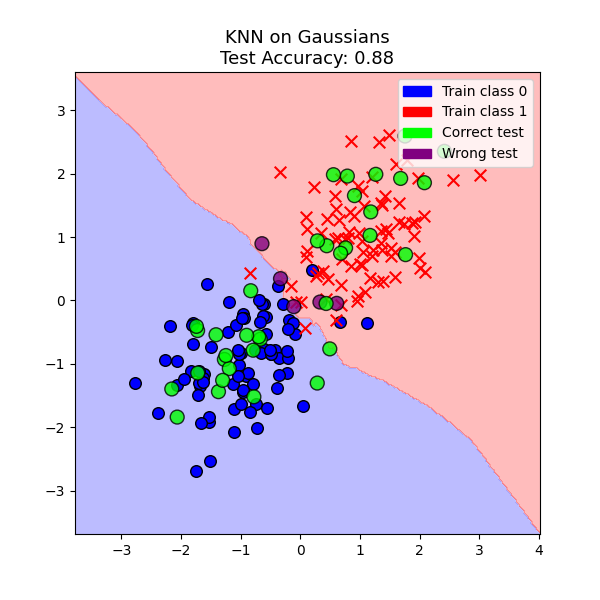 KNN on Gaussians
Test Accuracy: 0.88
Train class 0
Train class 1
Correct test
Wrong test
3
2
1
0
−1
−2
−3
−3 −2 −1 0 1 2 3 4